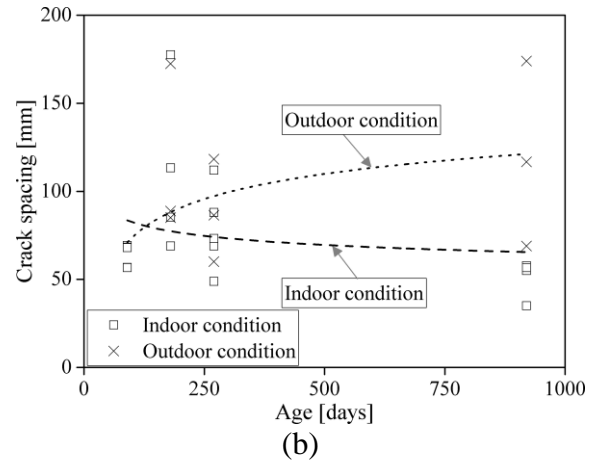 200
150
100
50
0
Crack spacing [mm]
Outdoor condition
Indoor condition
Indoor condition
Outdoor condition
0
250
500
750
1000
Age [days]
(b)